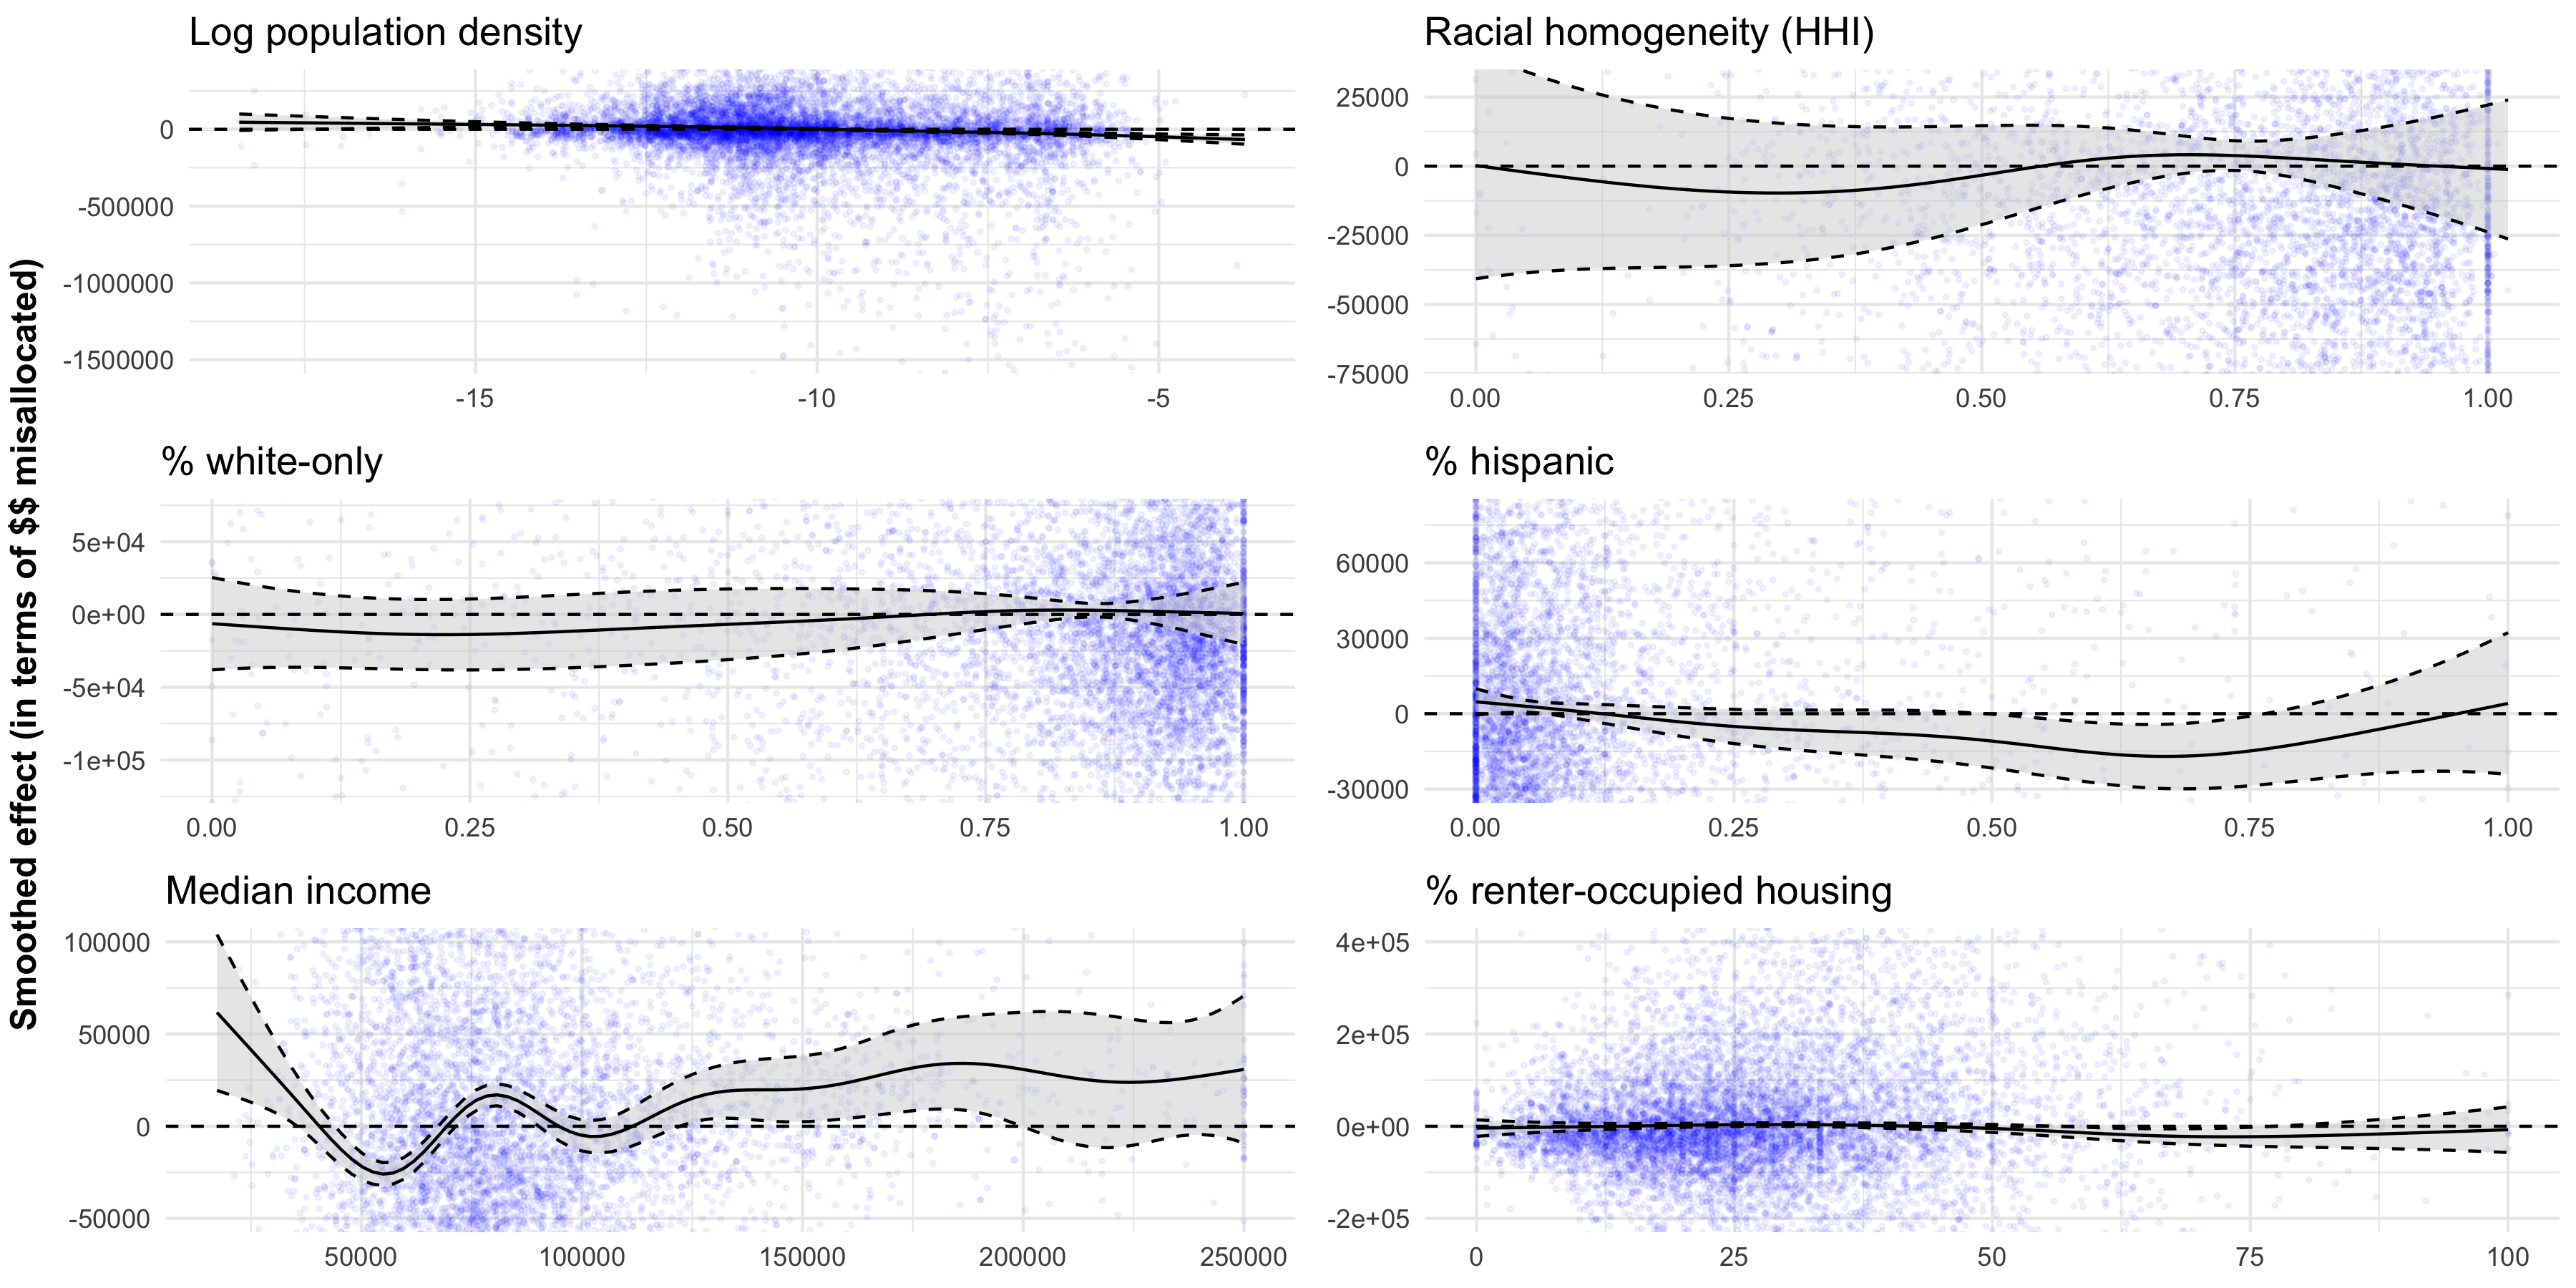 Smoothed effect (in terms of $$ misallocated)
Log population density
0
-500000
-1000000
-1500000
-15 -10 -5
Racial homogeneity (HHI)
25000
0
-25000
-50000
-75000
0.00 0.25 0.50 0.75 1.00
% white-only
5e+04
0e+00
-5e+04
-1e+05
0.00 0.25 0.50 0.75 1.00
% hispanic
60000
30000
0
-30000
0.00 0.25 0.50 0.75 1.00
Median income
100000
50000
0
-50000
50000 100000 150000 200000 250000
% renter-occupied housing
4e+05
2e+05
0e+00
-2e+05
0 25 50 75 100